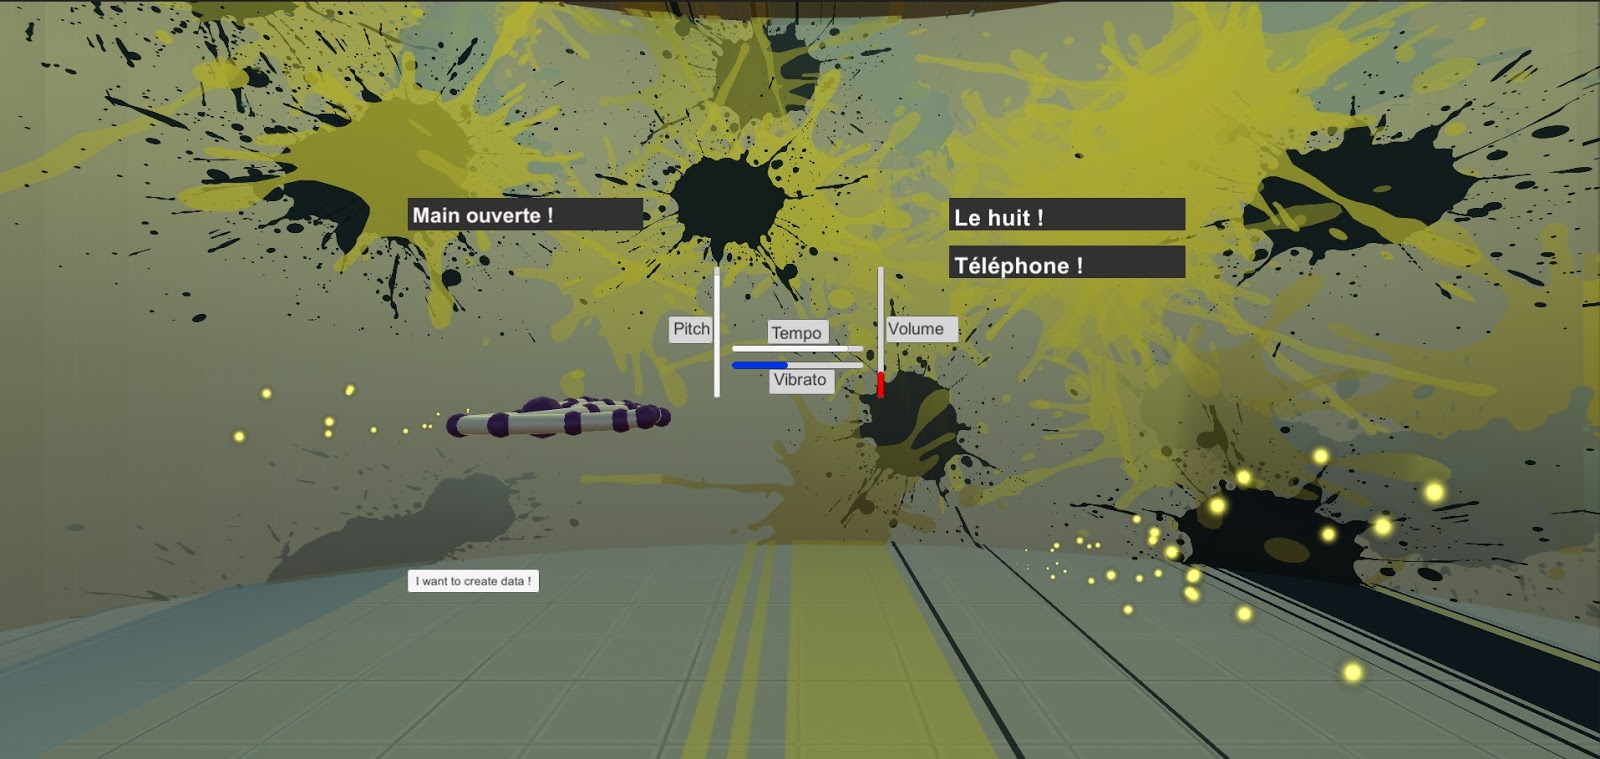 Main ouverte !
Le huit !
Téléphone !
Pitch
Tempo
Volume
Vibrato
I want to create data !